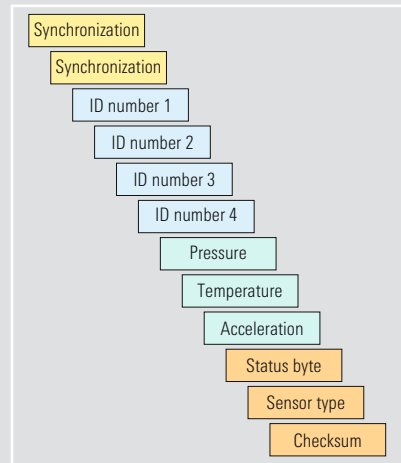 Synchronization
Synchronization
ID number 1
ID number 2
ID number 3
ID number 4
Pressure
Temperature
Acceleration
Status byte
Sensor type
Checksum